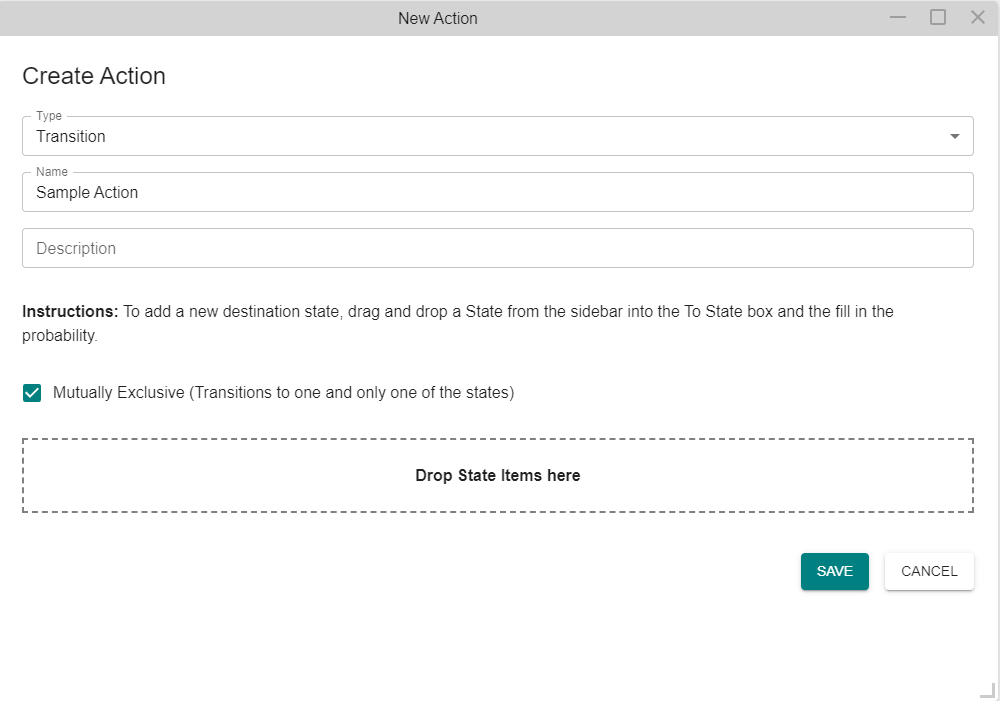 New Action
Create Action
Type
Transition
Name
Sample Action
Description
Instructions: To add a new destination state, drag and drop a State from the sidebar into the To State box and the fill in the
probability.
Mutually Exclusive (Transitions to one and only one of the states)
Drop State Items here
SAVE
CANCEL